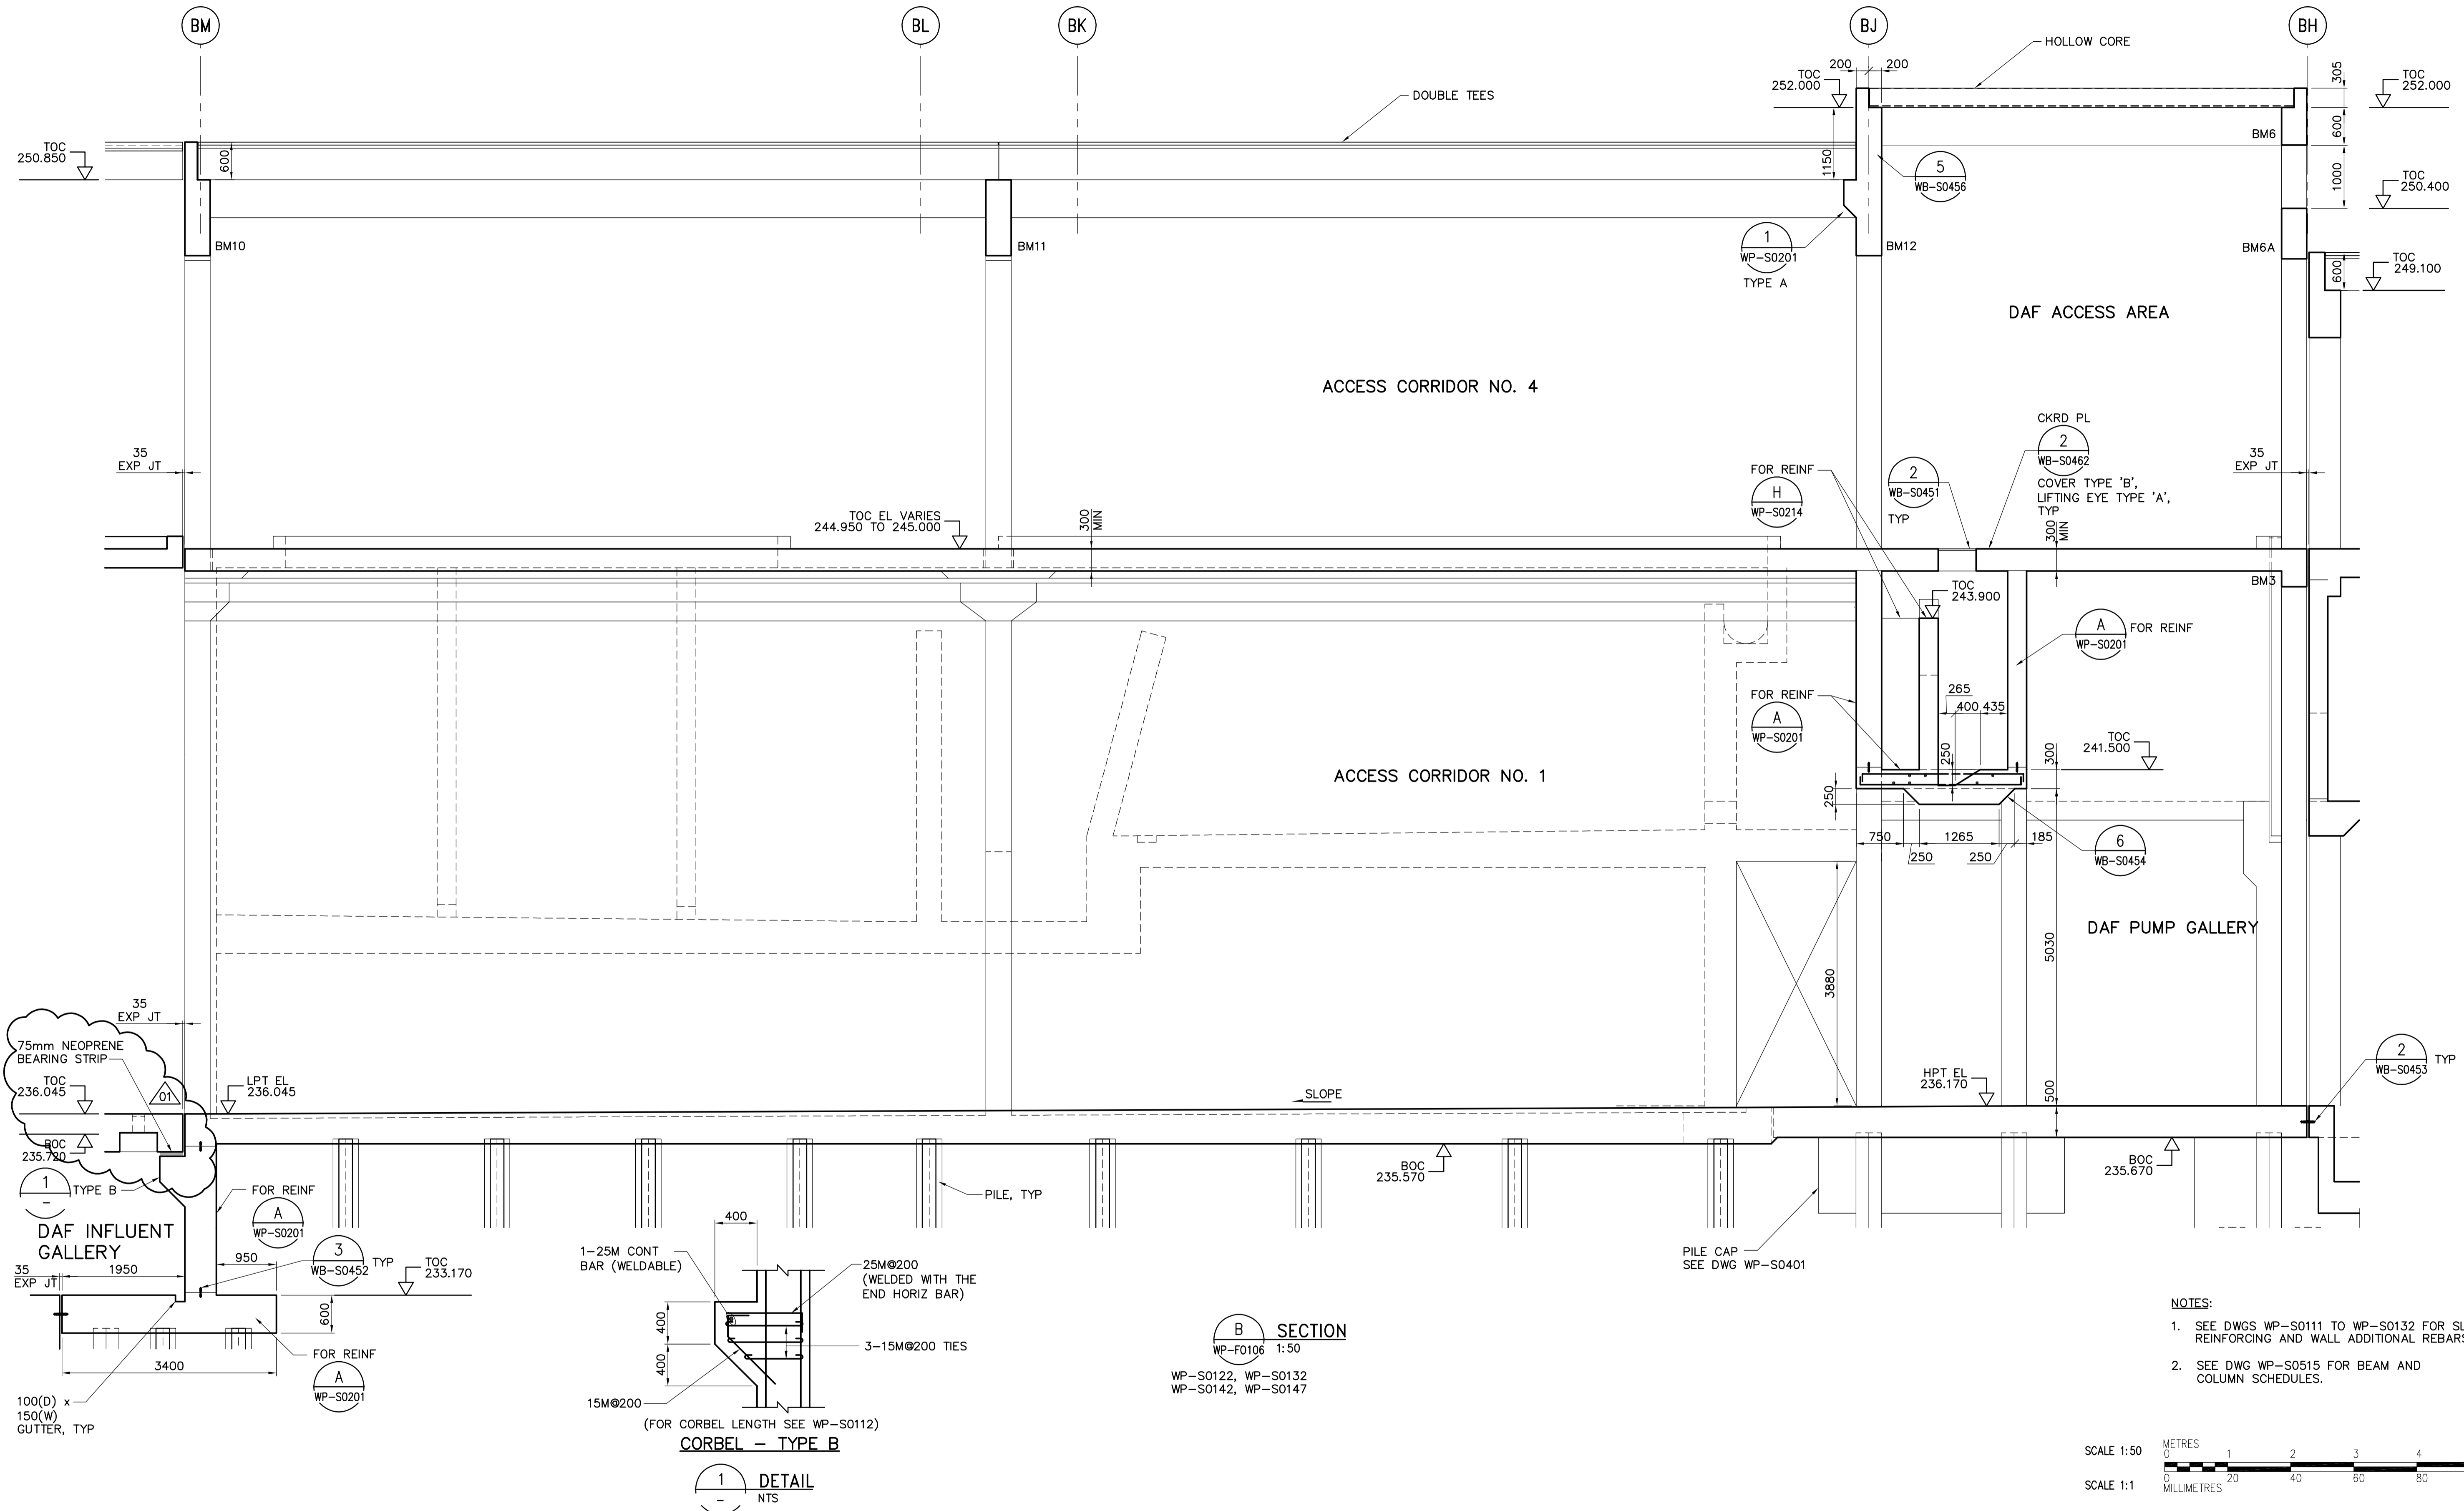 BM
BL
BK
BJ
BH
HOLLOW CORE
200
200
TOC
252.000
305
TOC
252.000
DOUBLE TEES
TOC
250.850
600
1150
5
WB-S0456
BM6
600
1000
TOC
250.400
BM10
BM11
1
WP-S0201
TYPE A
BM12
BM6A
TOC
249.100
600
DAF ACCESS AREA
ACCESS CORRIDOR NO. 4
CKRD PL
2
WB-S0462
COVER TYPE 'B',
LIFTING EYE TYPE 'A',
TYP
35
EXP JT
35
EXP JT
FOR REINF
H
WP-S0214
2
WB-S0451
TYP
TOC EL VARIES
244.950 TO 245.000
300
MIN
300
MIN
BM3
TOC
243.900
A
WP-S0201
FOR REINF
FOR REINF
A
WP-S0201
265
400
435
250
TOC
241.500
300
ACCESS CORRIDOR NO. 1
250
750
1265
185
250
250
6
WB-S0454
DAF PUMP GALLERY
5030
3880
35
EXP JT
75mm NEOPRENE
BEARING STRIP
TOC
236.045
01
LPT EL
236.045
SLOPE
HPT EL
236.170
500
2
WB-S0453
TYP
BOC
235.720
1
-
TYPE B
FOR REINF
A
WP-S0201
DAF INFLUENT
GALLERY
PILE, TYP
BOC
235.570
BOC
235.670
3
WB-S0452
TYP
950
35
EXP JT
1950
TOC
233.170
600
3400
FOR REINF
A
WP-S0201
100(D) x
150(W)
GUTTER, TYP
400
1-25M CONT
BAR (WELDABLE)
25M@200
(WELDED WITH THE
END HORIZ BAR)
400
400
3-15M@200 TIES
15M@200
(FOR CORBEL LENGTH SEE WP-S0112)
CORBEL - TYPE B
1
-
DETAIL
NTS
PILE CAP
SEE DWG WP-S0401
B
WP-F0106
SECTION
1:50
WP-S0122, WP-S0132
WP-S0142, WP-S0147
NOTES:
1. SEE DWGS WP-S0111 TO WP-S0132 FOR
REINFORCING AND WALL ADDITIONAL REBARS
2. SEE DWG WP-S0515 FOR BEAM AND
COLUMN SCHEDULES.
SCALE 1:50
METRES
0 1 2 3 4
SCALE 1:1
0 20 40 60 80
MILLIMETRES